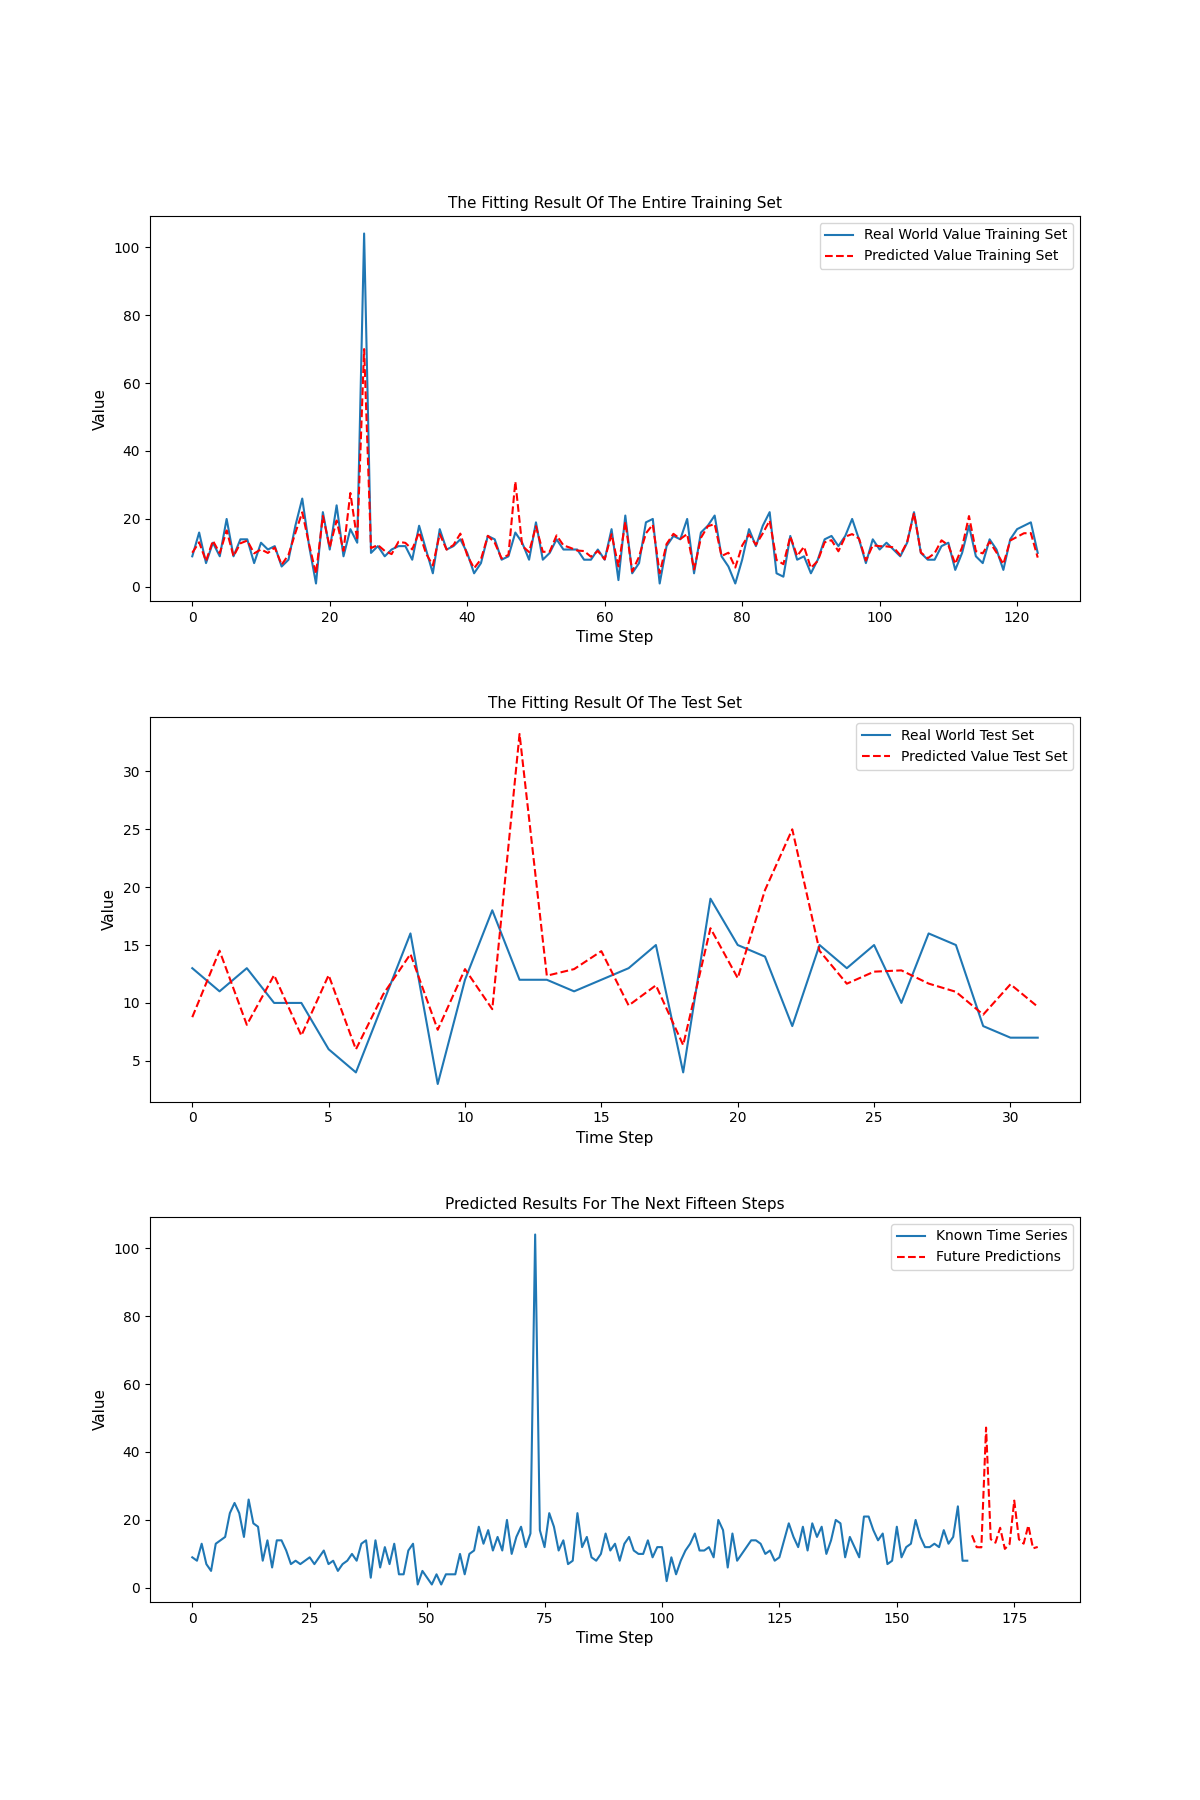 The Fitting Result Of The Entire Training Set
Real World Value Training Set
Predicted Value Training Set
100
80
60
40
20
0
Value
0 20 40 60 80 100 120
Time Step
The Fitting Result Of The Test Set
Real World Test Set
Predicted Value Test Set
30
25
20
15
10
5
Value
0 5 10 15 20 25 30
Time Step
Predicted Results For The Next Fifteen Steps
Known Time Series
Future Predictions
100
80
60
40
20
0
Value
0 25 50 75 100 125 150 175
Time Step